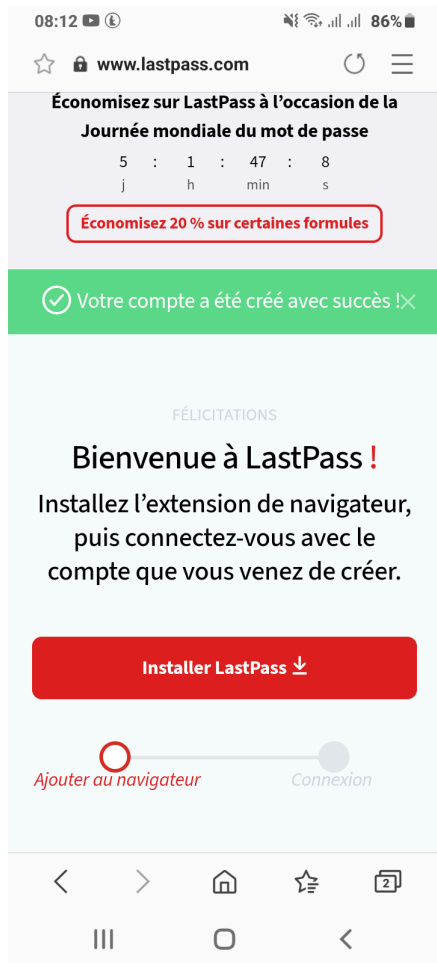 08:12
86%
www.lastpass.com
Économisez sur LastPass à l'occasion de la
Journée mondiale du mot de passe
5 : 1 : 47 : 8
j h min s
Économisez 20 % sur certaines formules
Votre compte a été créé avec succès !
FÉLICITATIONS
Bienvenue à LastPass !
Installez l'extension de navigateur,
puis connectez-vous avec le
compte que vous venez de créer.
Installer LastPass
Ajouter au navigateur
Connexion
2